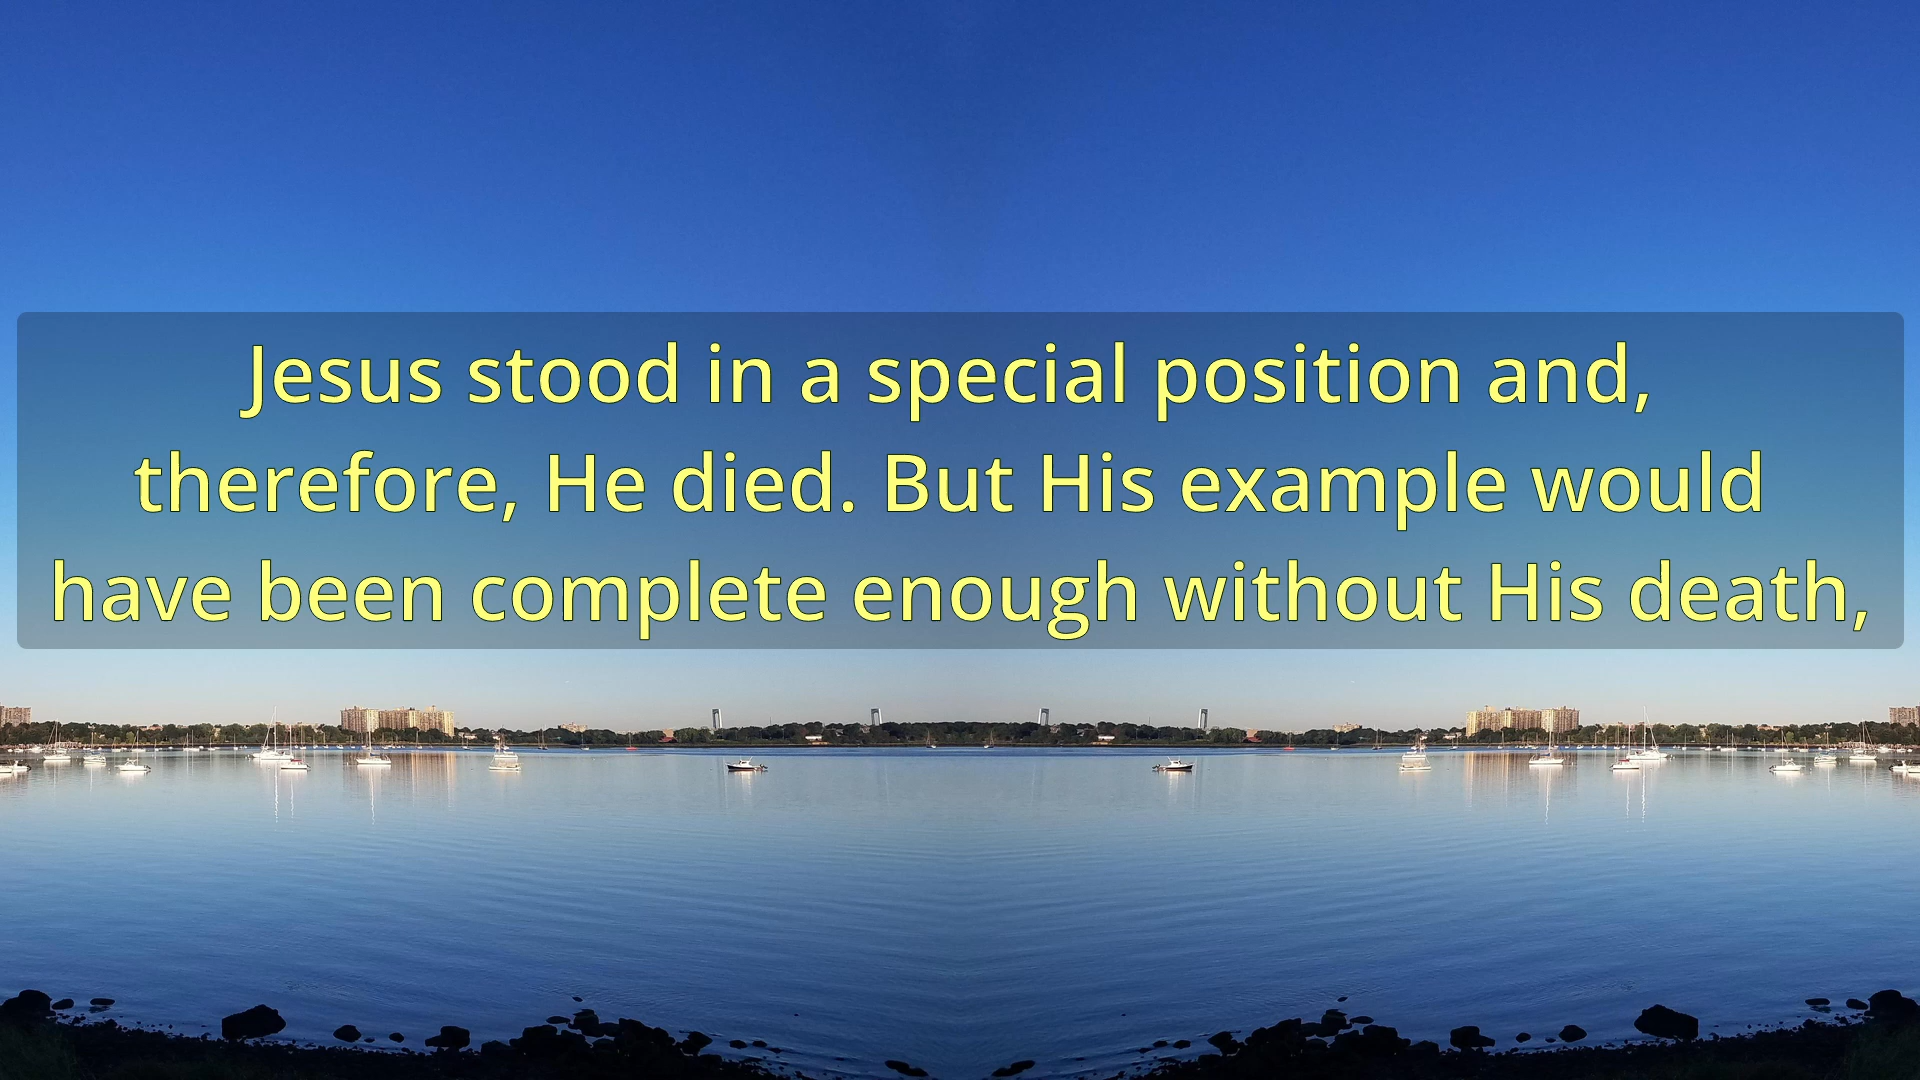 Jesus stood in a special position and,
therefore, He died. But His example would
have been complete enough without His death,